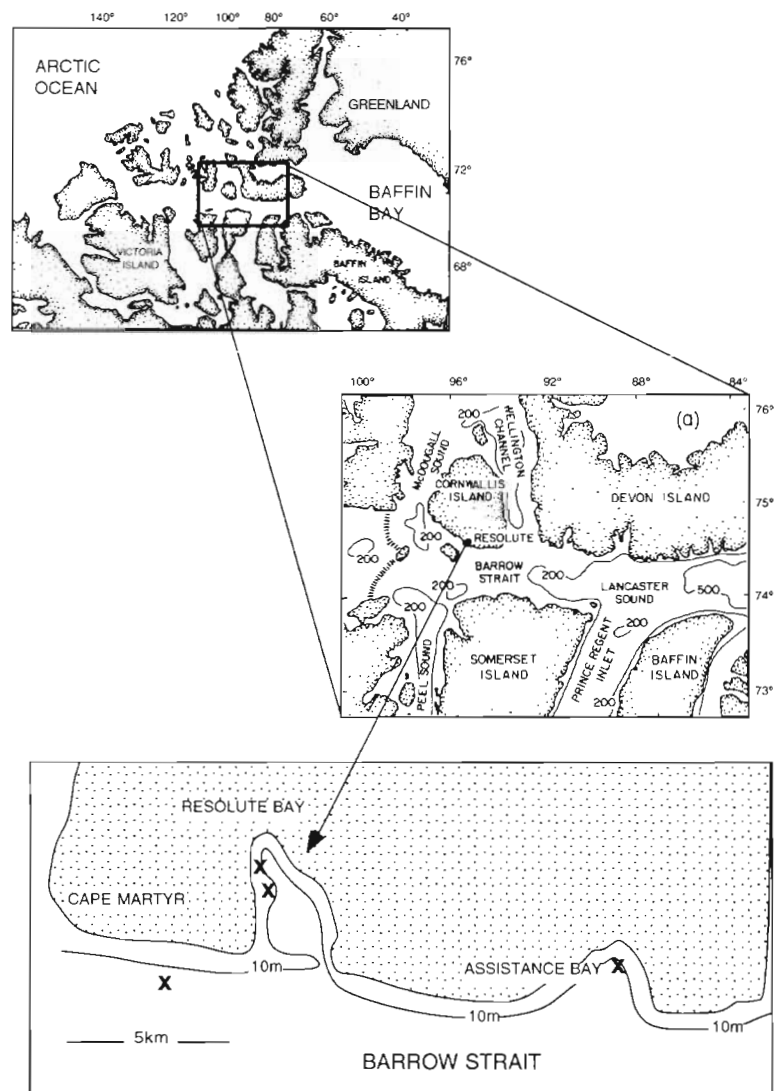 140° 120° 100° 80° 60° 40°
ARCTIC
OCEAN
76°
GREENLAND
72°
BAFFIN
BAY
VICTORIA
ISLAND
BAFFIN
ISLAND
68°
100° 96° 92° 88° 84°
76°
(a)
200
WELLINGTON
CHANNEL
McDOUGALL
SOUND
CORNWALLIS
ISLAND
DEVON ISLAND
75°
200
200
RESOLUTE
BARROW
STRAIT
200
LANCASTER
SOUND
500
74°
200
200
200
PEEL SOUND
SOMERSET
ISLAND
PRINCE REGENT
INLET
BAFFIN
ISLAND
200
73°
RESOLUTE BAY
X
X
CAPE MARTYR
ASSISTANCE BAY X
10m
X
10m
10m
5km
BARROW STRAIT